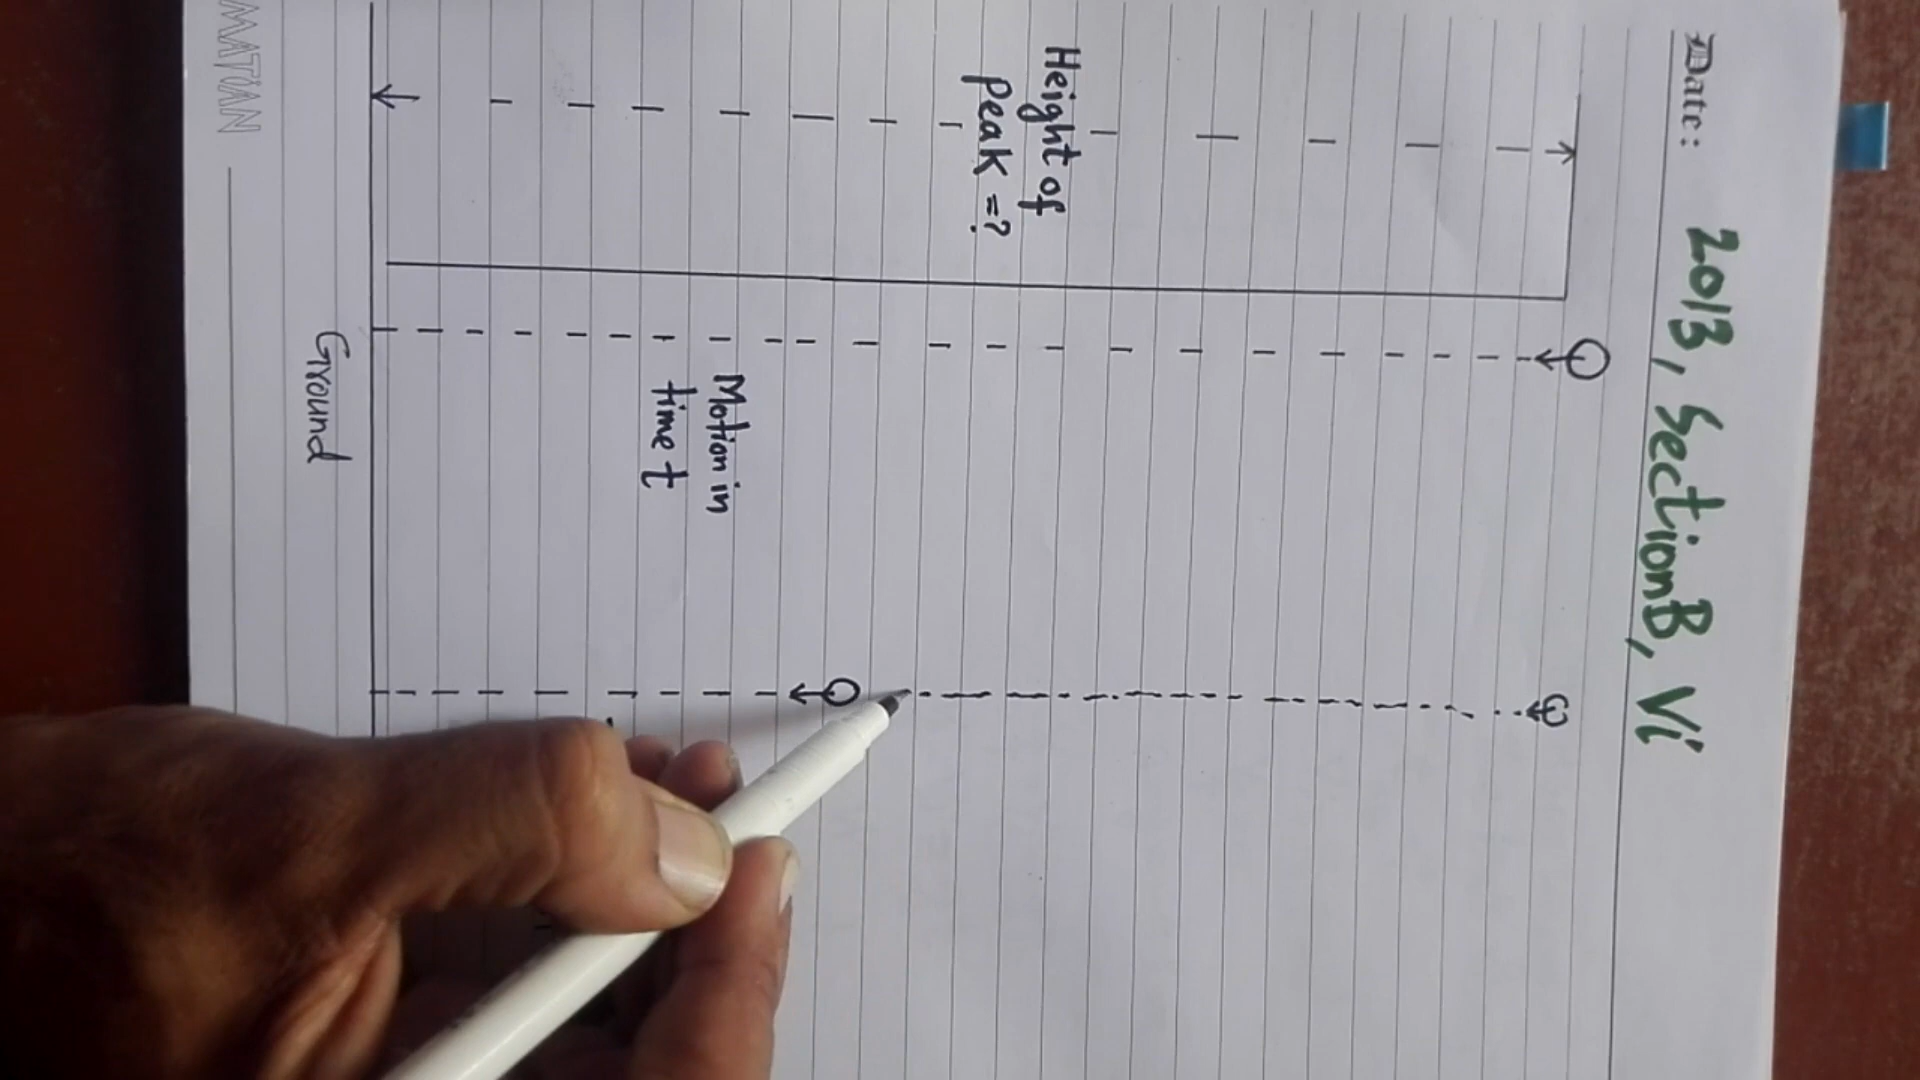 Date: 2013, Section B, Vi
Height of
Peak =?
Motion in
time t
Ground
MATIAN